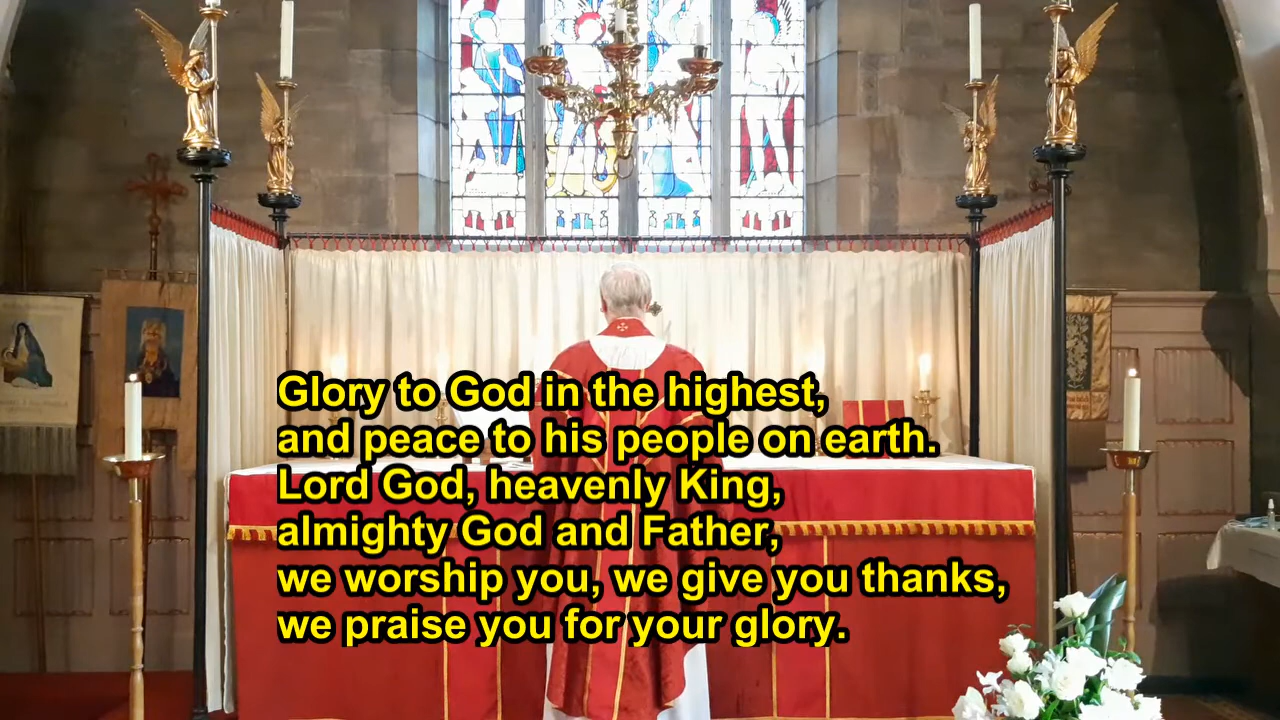 Glory to God in the highest,
and peace to his people on earth.
Lord God, heavenly King,
almighty God and Father,
we worship you, we give you thanks,
we praise you for your glory.